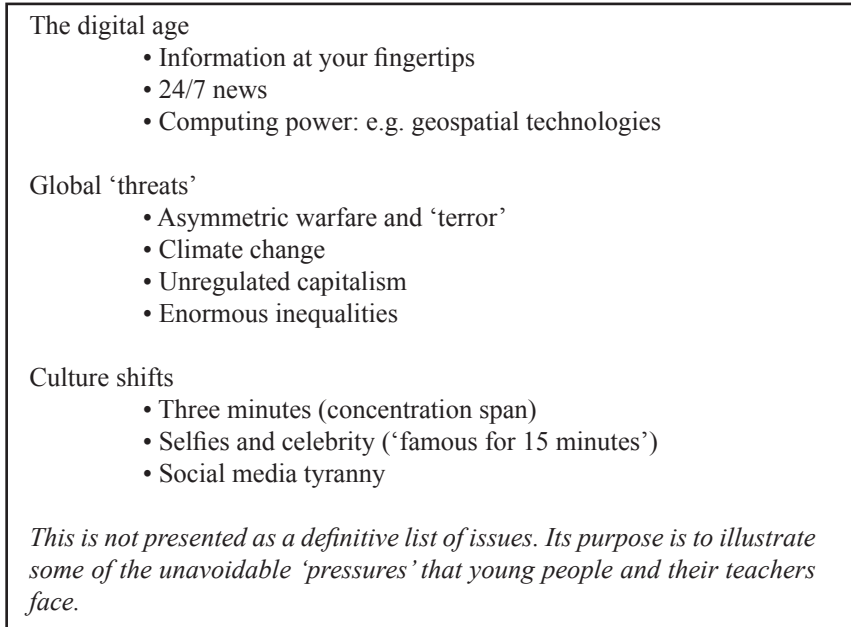 The digital age
• Information at your fingertips
• 24/7 news
• Computing power: e.g. geospatial technologies
Global ‘threats’
• Asymmetric warfare and ‘terror’
• Climate change
• Unregulated capitalism
• Enormous inequalities
Culture shifts
• Three minutes (concentration span)
• Selfies and celebrity (‘famous for 15 minutes’)
• Social media tyranny
This is not presented as a definitive list of issues. Its purpose is to illustrate
some of the unavoidable ‘pressures’ that young people and their teachers
face.